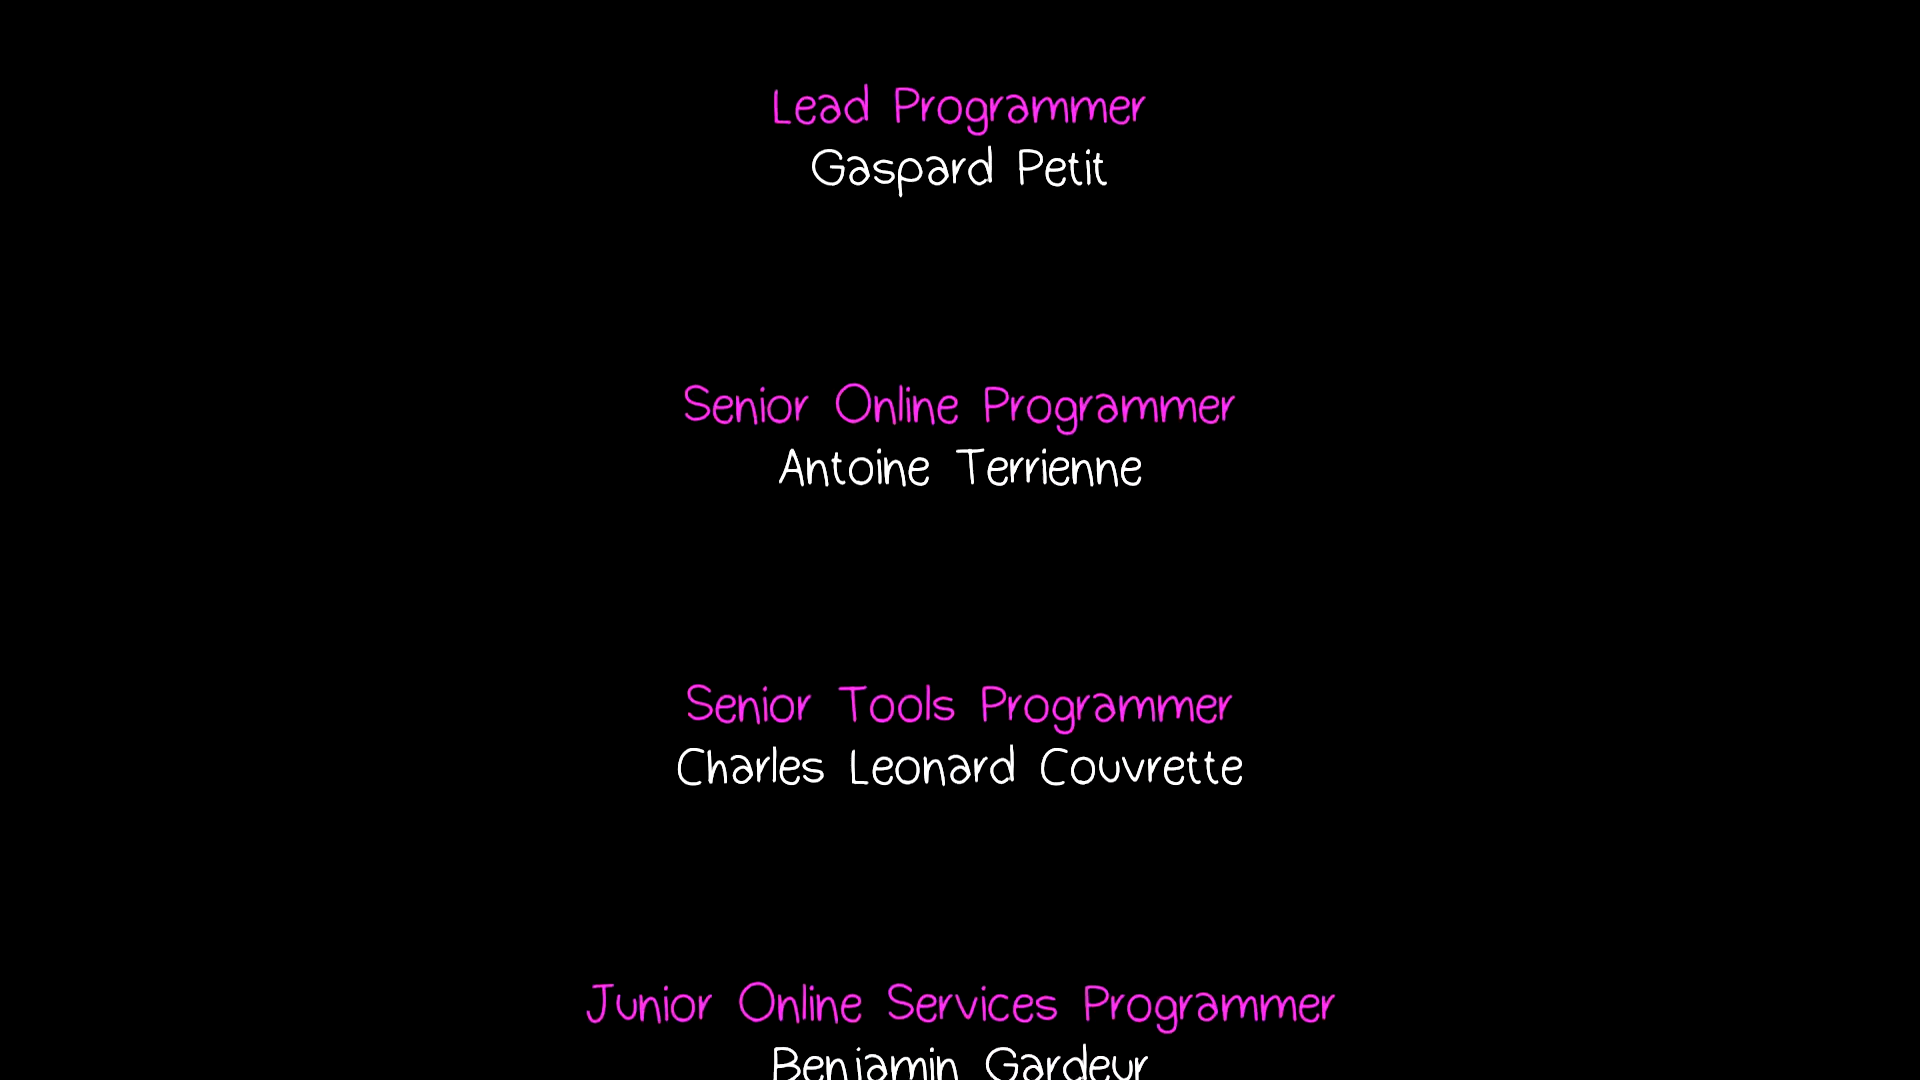 Lead Programmer
Gaspard Petit
Senior Online Programmer
Antoine Terrienne
Senior Tools Programmer
Charles Leonard Couvrette
Junior Online Services Programmer
Benjamin Gardeur